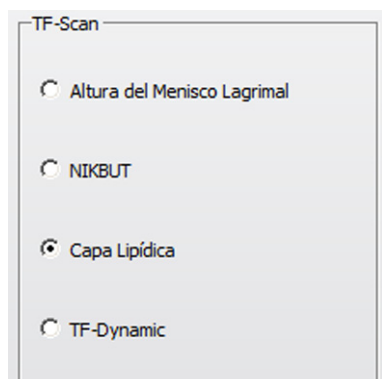 TF-Scan
Altura del Menisco Lagrimal
NIKBUT
Capa Lipídica
TF-Dynamic